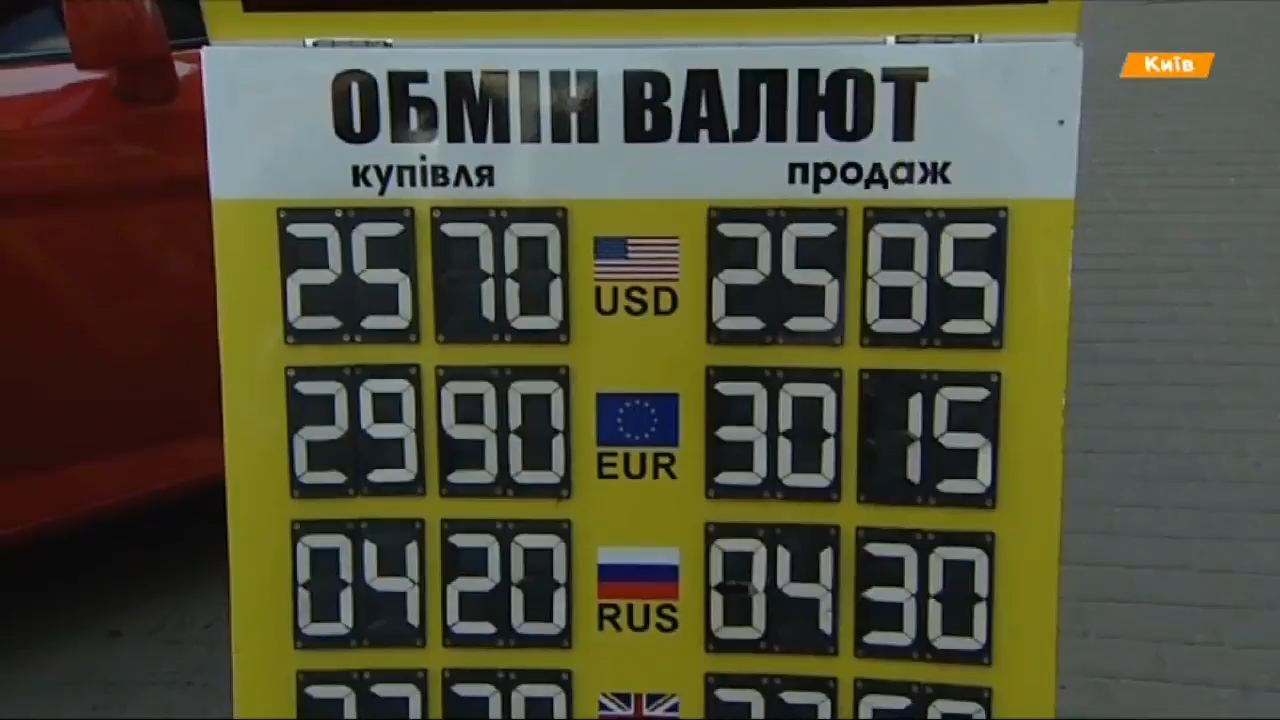 Київ
ОБМІН ВАЛЮТ
купівля продаж
25 70 USD 25 85
29 90 EUR 30 15
04 20 RUS 04 30